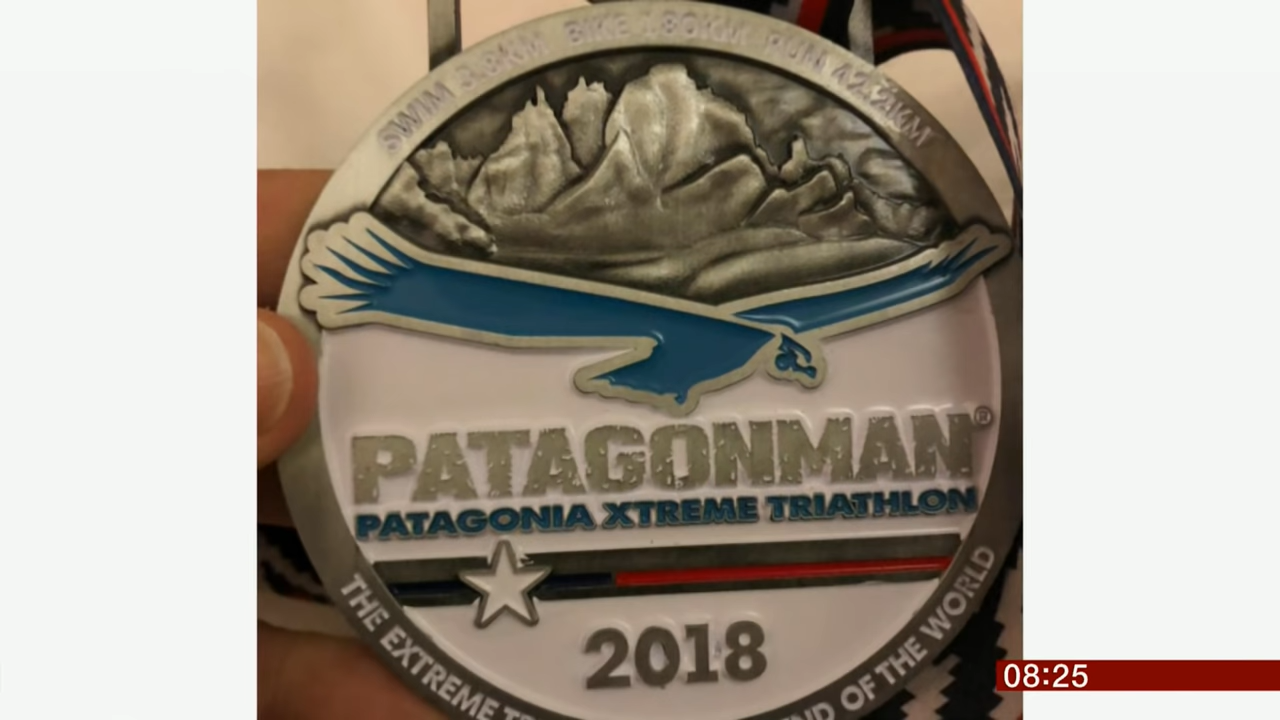 SWIM 3.8KM BIKE 180KM RUN 42.2KM
PATAGONMAN®
PATAGONIA XTREME TRIATHLON
2018
THE EXTREME
END OF THE WORLD
08:25